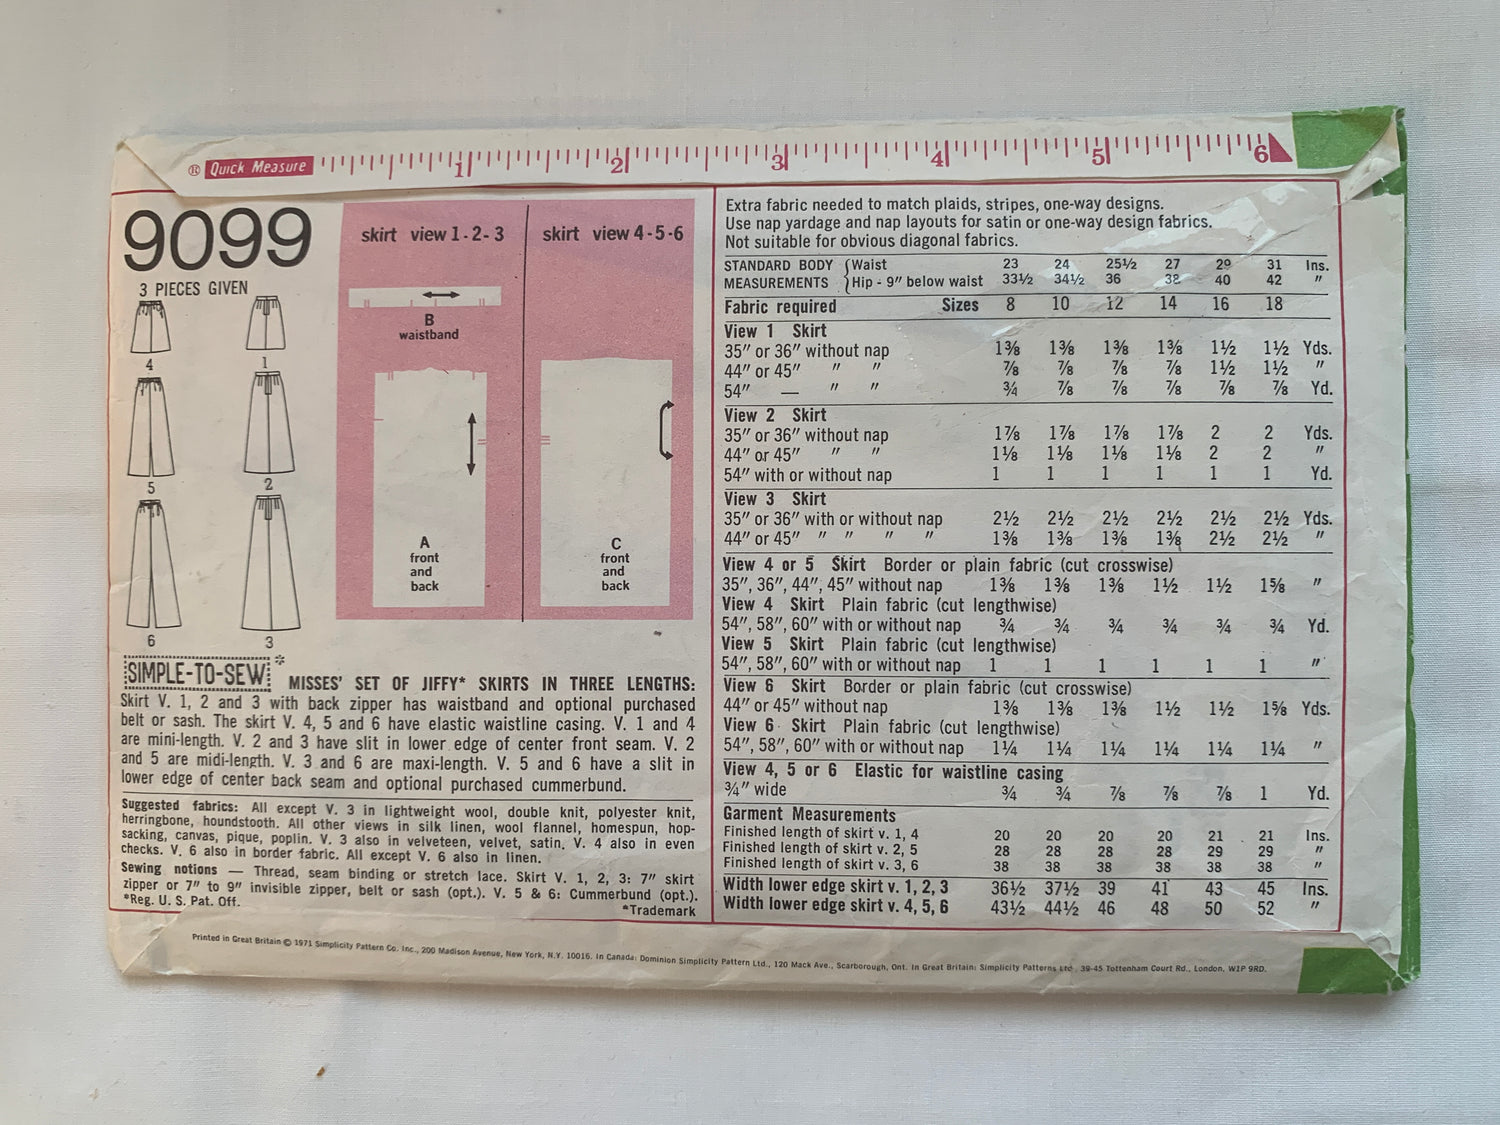 ® Quick Measure 1 2 3 4 5 6
9099
3 PIECES GIVEN
4 1
5 2
6 3
skirt view 1-2-3
skirt view 4-5-6
B
waistband
A
front
and
back
C
front
and
back
SIMPLE-TO-SEW*
MISSES' SET OF JIFFY* SKIRTS IN THREE LENGTHS:
Skirt V. 1, 2 and 3 with back zipper has waistband and optional purchased
belt or sash. The skirt V. 4, 5 and 6 have elastic waistline casing. V. 1 and 4
are mini-length. V. 2 and 3 have slit in lower edge of center front seam. V. 2
and 5 are midi-length. V. 3 and 6 are maxi-length. V. 5 and 6 have a slit in
lower edge of center back seam and optional purchased cummerbund.
Suggested fabrics: All except V. 3 in lightweight wool, double knit, polyester knit,
herringbone, houndstooth. All other views in silk linen, wool flannel, homespun, hop-
sacking, canvas, pique, poplin. V. 3 also in velveteen, velvet, satin. V. 4 also in even
checks. V. 6 also in border fabric. All except V. 6 also in linen.
Sewing notions — Thread, seam binding or stretch lace. Skirt V. 1, 2, 3: 7" skirt
zipper or 7" to 9" invisible zipper, belt or sash (opt.). V. 5 & 6: Cummerbund (opt.).
*Reg. U. S. Pat. Off.
*Trademark
Extra fabric needed to match plaids, stripes, one-way designs.
Use nap yardage and nap layouts for satin or one-way design fabrics.
Not suitable for obvious diagonal fabrics.
STANDARD BODY { Waist 23 24 25½ 27 29 31 Ins.
MEASUREMENTS { Hip - 9" below waist 33½ 34½ 36 38 40 42 "
Fabric required Sizes 8 10 12 14 16 18
View 1 Skirt
35" or 36" without nap 1⅜ 1⅜ 1⅜ 1⅜ 1½ 1½ Yds.
44" or 45" " " ⅞ ⅞ ⅞ ⅞ 1½ 1½ "
54" — " " ¾ ⅞ ⅞ ⅞ ⅞ ⅞ Yd.
View 2 Skirt
35" or 36" without nap 1⅞ 1⅞ 1⅞ 1⅞ 2 2 Yds.
44" or 45" " " 1⅛ 1⅛ 1⅛ 1⅛ 2 2 "
54" with or without nap 1 1 1 1 1 1 Yd.
View 3 Skirt
35" or 36" with or without nap 2½ 2½ 2½ 2½ 2½ 2½ Yds.
44" or 45" " " " " 1⅜ 1⅜ 1⅜ 1⅜ 2½ 2½ "
View 4 or 5 Skirt Border or plain fabric (cut crosswise)
35", 36", 44", 45" without nap 1⅜ 1⅜ 1⅜ 1½ 1½ 1⅝ "
View 4 Skirt Plain fabric (cut lengthwise)
54", 58", 60" with or without nap ¾ ¾ ¾ ¾ ¾ ¾ Yd.
View 5 Skirt Plain fabric (cut lengthwise)
54", 58", 60" with or without nap 1 1 1 1 1 1 "
View 6 Skirt Border or plain fabric (cut crosswise)
44" or 45" without nap 1⅜ 1⅜ 1⅜ 1½ 1½ 1⅝ Yds.
View 6 Skirt Plain fabric (cut lengthwise)
54", 58", 60" with or without nap 1¼ 1¼ 1¼ 1¼ 1¼ 1¼ "
View 4, 5 or 6 Elastic for waistline casing
¾" wide ¾ ¾ ⅞ ⅞ ⅞ 1 Yd.
Garment Measurements
Finished length of skirt v. 1, 4 20 20 20 20 21 21 Ins.
Finished length of skirt v. 2, 5 28 28 28 28 29 29 "
Finished length of skirt v. 3, 6 38 38 38 38 38 38 "
Width lower edge skirt v. 1, 2, 3 36½ 37½ 39 41 43 45 Ins.
Width lower edge skirt v. 4, 5, 6 43½ 44½ 46 48 50 52 "
Printed in Great Britain © 1971 Simplicity Pattern Co. Inc., 200 Madison Avenue, New York, N.Y. 10016. In Canada: Dominion Simplicity Pattern Ltd., 120 Mack Ave., Scarborough, Ont. In Great Britain: Simplicity Patterns Ltd., 39-45 Tottenham Court Rd., London, W1P 9RD.